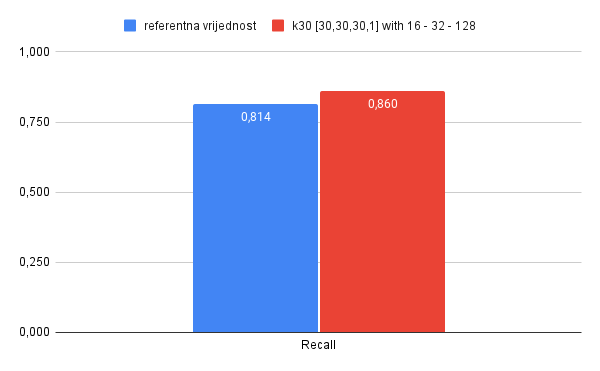 referentna vrijednost
k30 [30,30,30,1] with 16 - 32 - 128
1,000
0,750
0,500
0,250
0,000
0,814
0,860
Recall